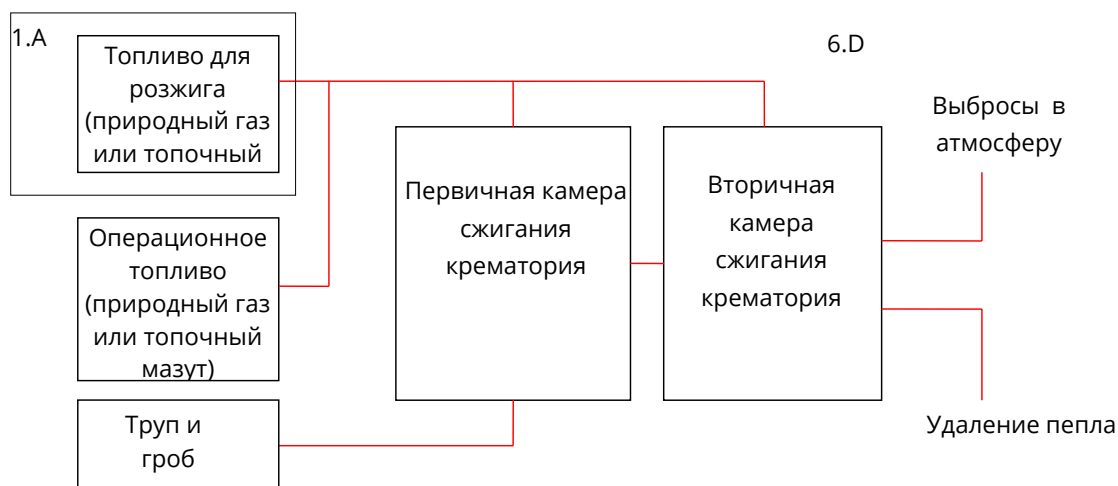 1.A
Топливо для
розжига
(природный газ
или топочный
Операционное
топливо
(природный газ
или топочный
мазут)
Труп и
гроб
Первичная камера
сжигания
крематория
6.D
Вторичная
камера
сжигания
крематория
Выбросы в
атмосферу
Удаление пепла